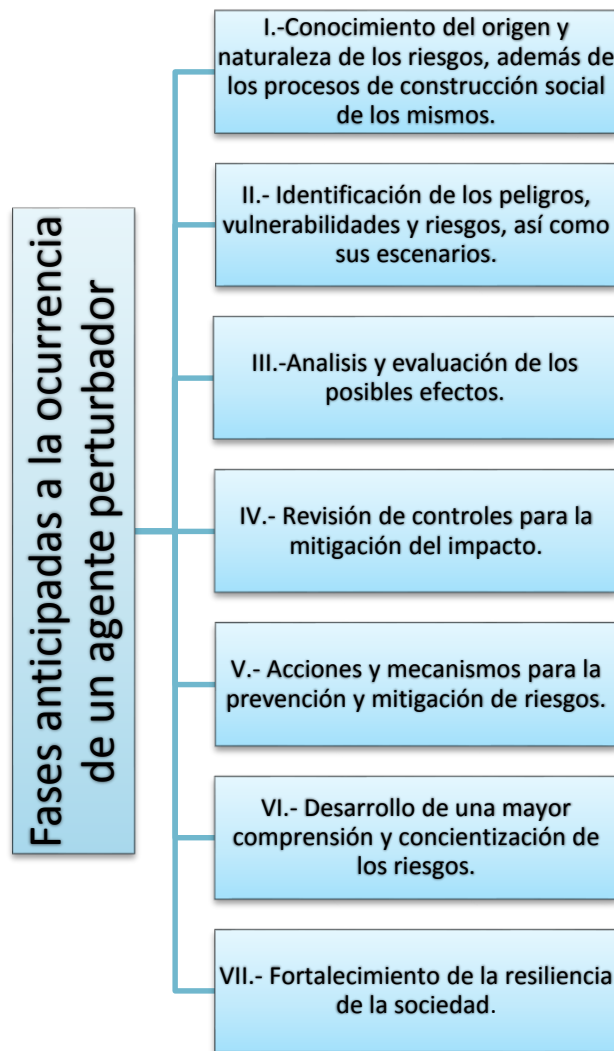 Fases anticipadas a la ocurrencia
de un agente perturbador
I.-Conocimiento del origen y
naturaleza de los riesgos, además de
los procesos de construcción social
de los mismos.
II.- Identificación de los peligros,
vulnerabilidades y riesgos, así como
sus escenarios.
III.-Analisis y evaluación de los
posibles efectos.
IV.- Revisión de controles para la
mitigación del impacto.
V.- Acciones y mecanismos para la
prevención y mitigación de riesgos.
VI.- Desarrollo de una mayor
comprensión y concientización de
los riesgos.
VII.- Fortalecimiento de la resiliencia
de la sociedad.